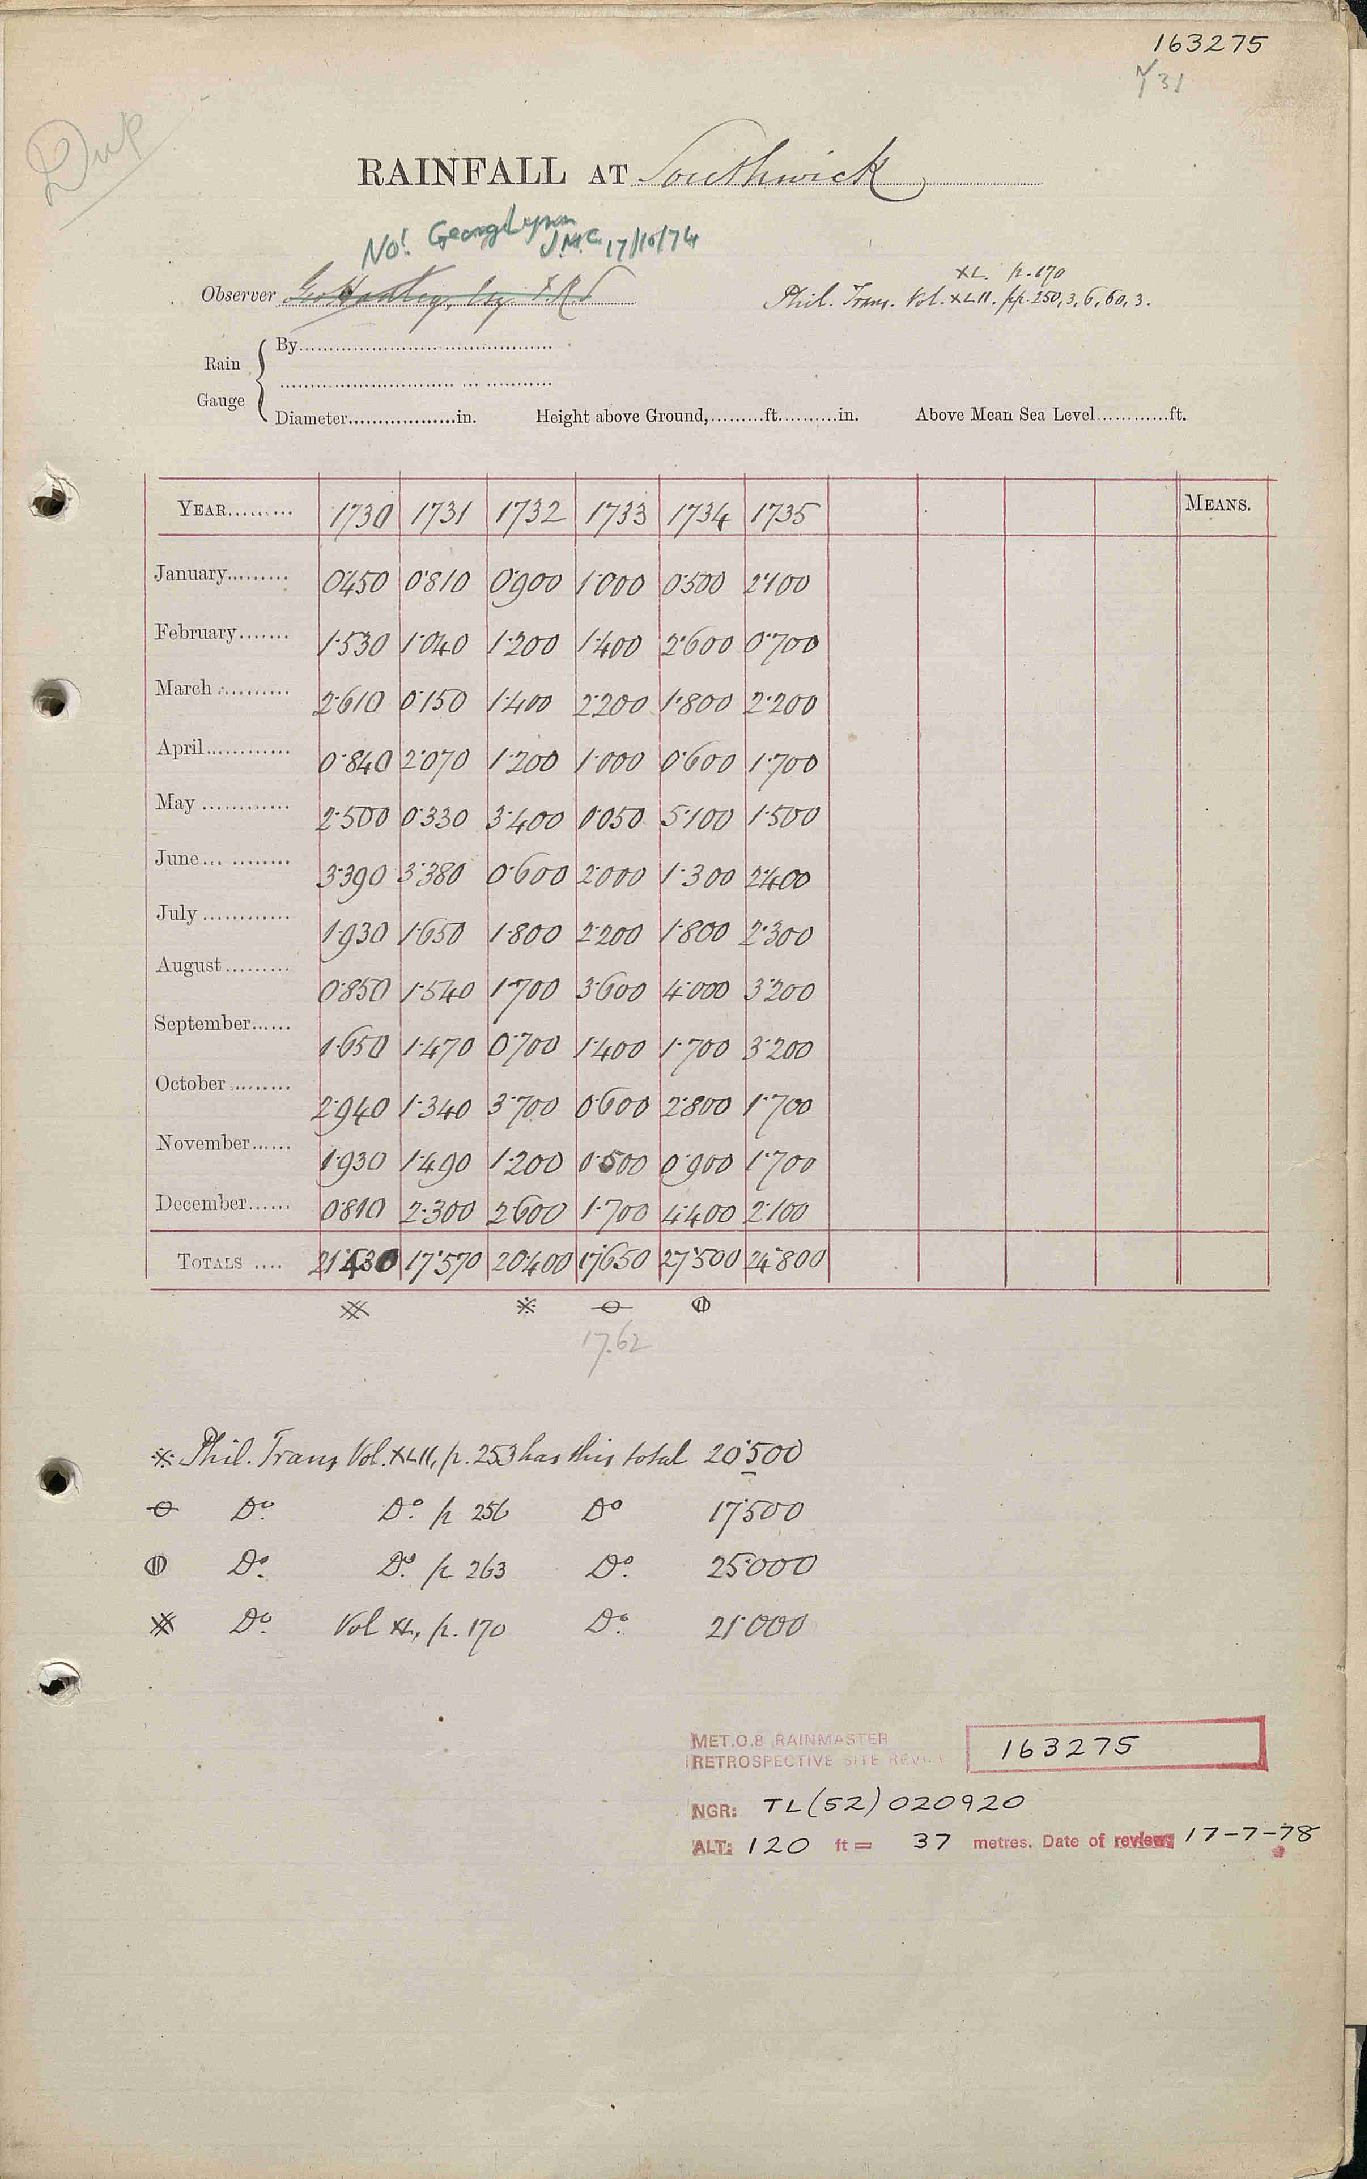 163275
731
Dup
RAINFALL AT Southwick
No! George Lynn
J.M.C. 17/10/74
XL. p. 170
Observer Geo Hantley, Esq. F.R.S
Phil. Trans. Vol. XLII. pp. 250, 3, 6, 60, 3.
Rain Gauge
By
Diameter in. Height above Ground, ft. in. Above Mean Sea Level ft.
YEAR 1730 1731 1732 1733 1734 1735 MEANS.
January 0·450 0·810 0·900 1·000 0·500 2·100
February 1·530 1·040 1·200 1·400 2·600 0·700
March 2·610 0·150 1·400 2·200 1·800 2·200
April 0·840 2·070 1·200 1·000 0·600 1·700
May 2·500 0·330 3·400 0·050 5·100 1·500
June 3·390 3·380 0·600 2·000 1·300 2·400
July 1·930 1·650 1·800 2·200 1·800 2·300
August 0·850 1·540 1·700 3·600 4·000 3·200
September 1·650 1·470 0·700 1·400 1·700 3·200
October 2·940 1·340 3·700 0·600 2·800 1·700
November 1·930 1·490 1·200 0·500 0·900 1·700
December 0·810 2·300 2·600 1·700 4·400 2·100
TOTALS 21·430 17·570 20·400 17·650 27·500 24·800
17.62
※ Phil. Trans Vol. XLII, p. 253 has this total 20·500
⊖ Do. Do. p 256 Do 17·500
⦶ Do. Do. p 263 Do. 25·000
Do. Vol XL, p. 170 Do. 21·000
MET.O.8 RAINMASTER
RETROSPECTIVE SITE REVIEW 163275
NGR: TL (52) 020920
ALT: 120 ft = 37 metres. Date of review: 17-7-78